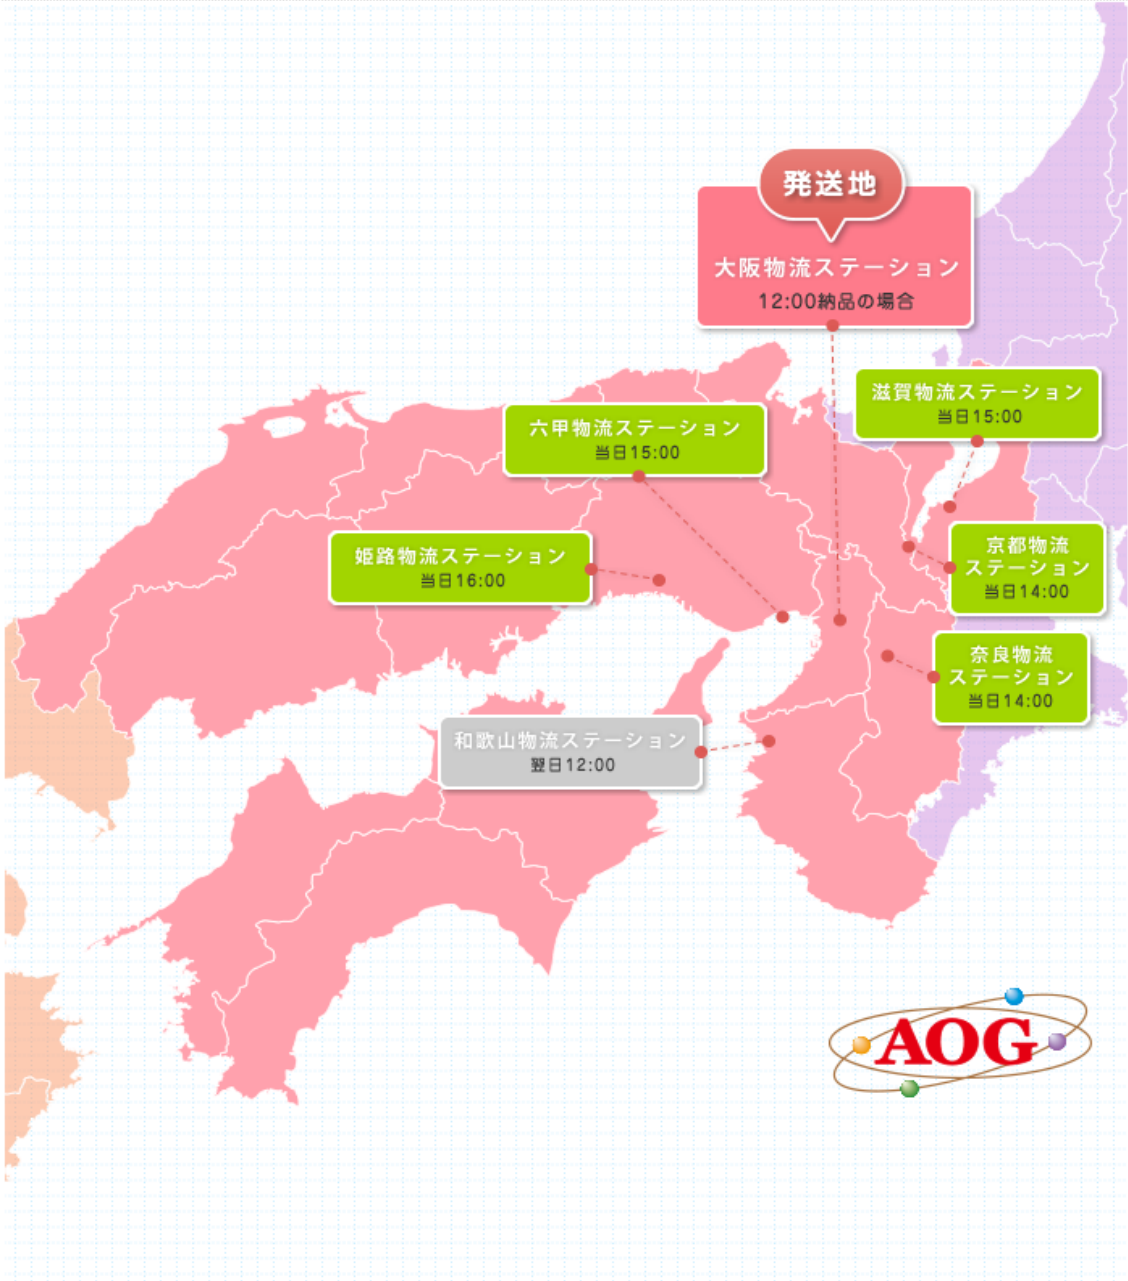 発送地
大阪物流ステーション
12:00納品の場合
滋賀物流ステーション
当日15:00
六甲物流ステーション
当日15:00
姫路物流ステーション
当日16:00
京都物流
ステーション
当日14:00
奈良物流
ステーション
当日14:00
和歌山物流ステーション
翌日12:00
AOG